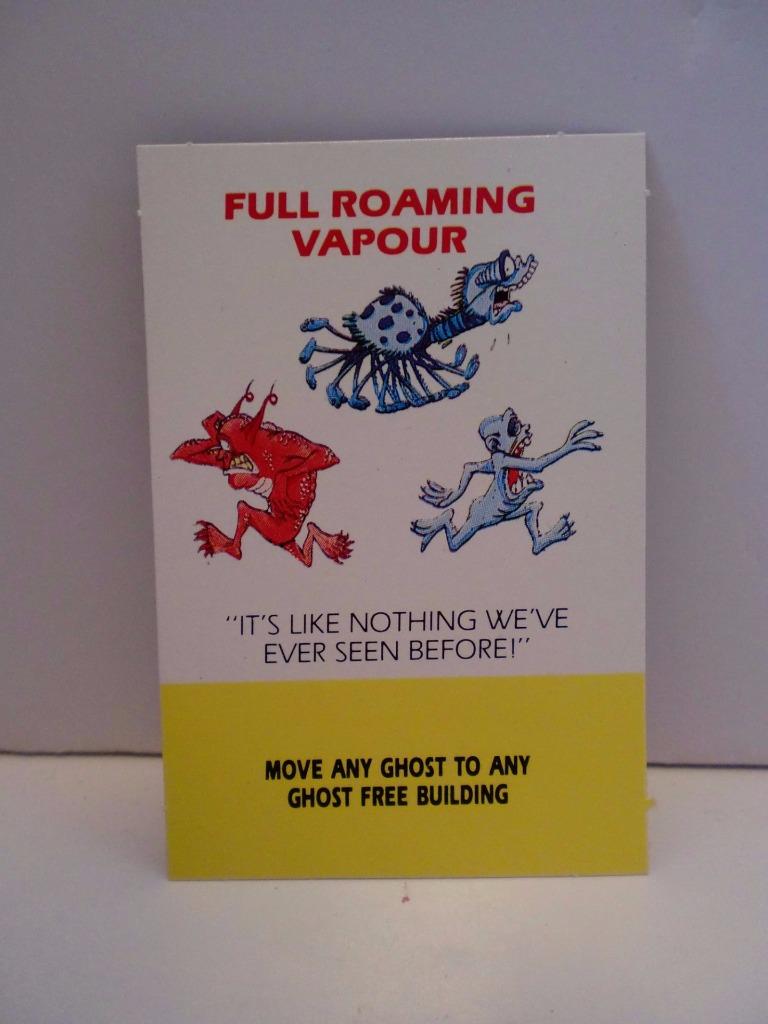 FULL ROAMING
VAPOUR
"IT'S LIKE NOTHING WE'VE
EVER SEEN BEFORE!"
MOVE ANY GHOST TO ANY
GHOST FREE BUILDING